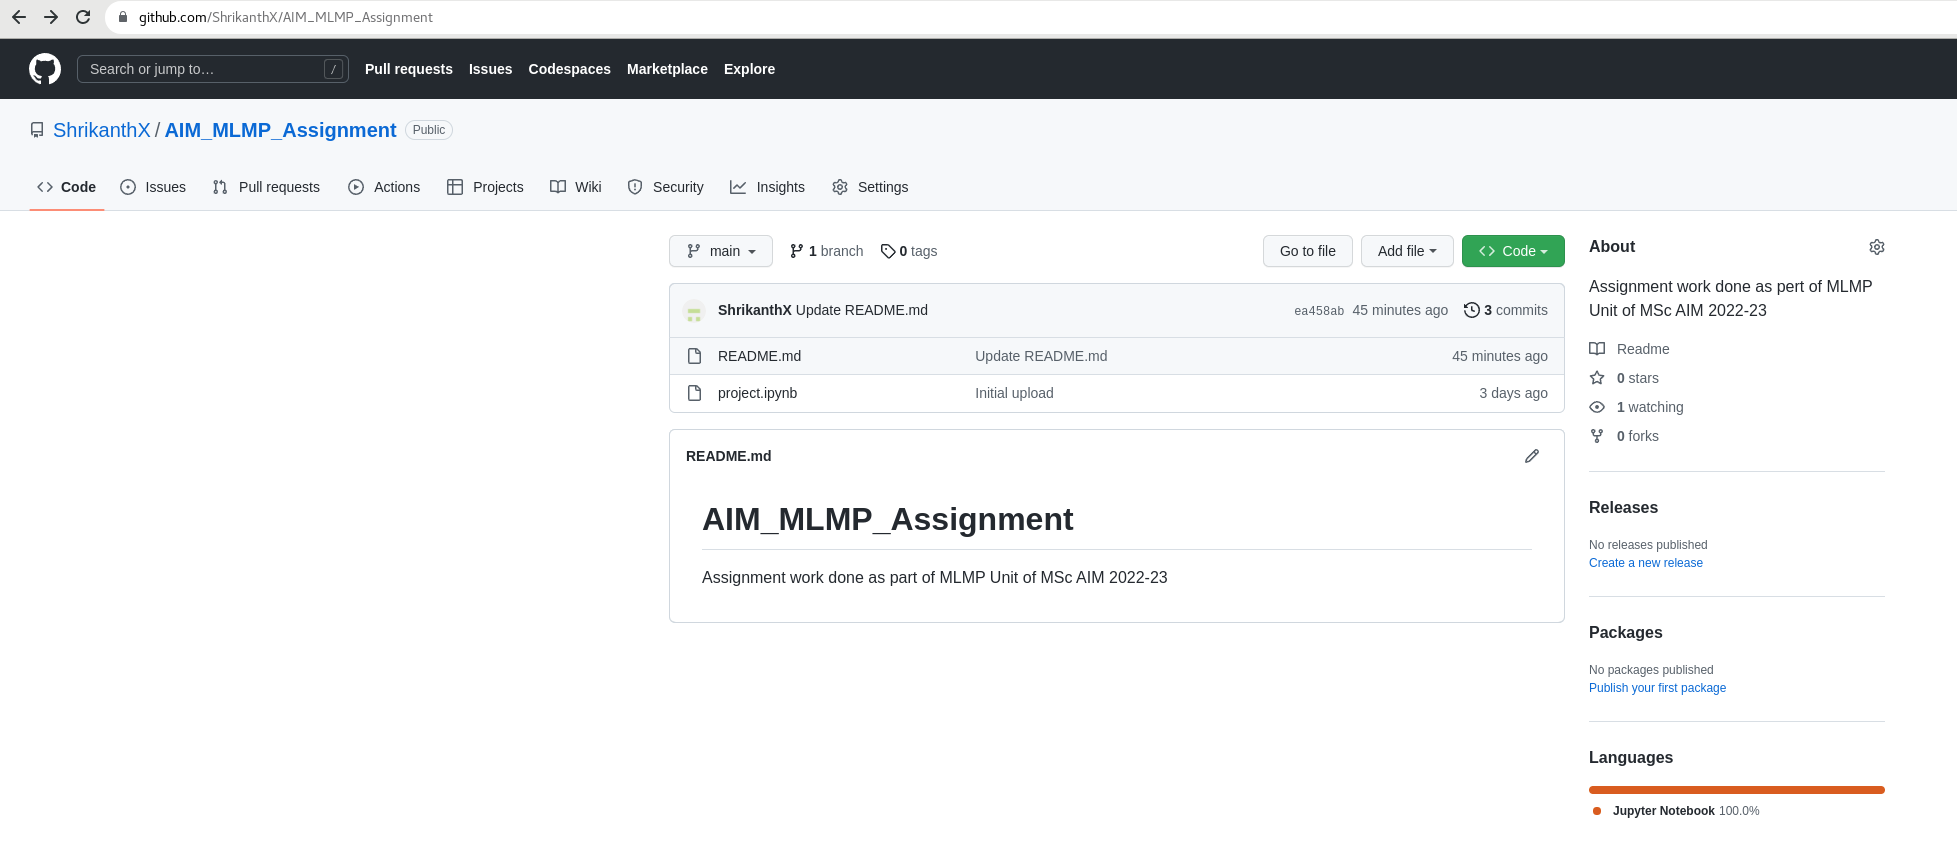 github.com/ShrikanthX/AIM_MLMP_Assignment
Search or jump to… /
Pull requests Issues Codespaces Marketplace Explore
ShrikanthX / AIM_MLMP_Assignment Public
Code Issues Pull requests Actions Projects Wiki Security Insights Settings
main 1 branch 0 tags Go to file Add file Code
ShrikanthX Update README.md ea458ab 45 minutes ago 3 commits
README.md Update README.md 45 minutes ago
project.ipynb Initial upload 3 days ago
README.md
AIM_MLMP_Assignment
Assignment work done as part of MLMP Unit of MSc AIM 2022-23
About
Assignment work done as pert of MLMP
Unit of MSc AIM 2022-23
Readme
0 stars
1 watching
0 forks
Releases
No releases published
Create a new release
Packages
No packages published
Publish your first package
Languages
Jupyter Notebook 100.0%